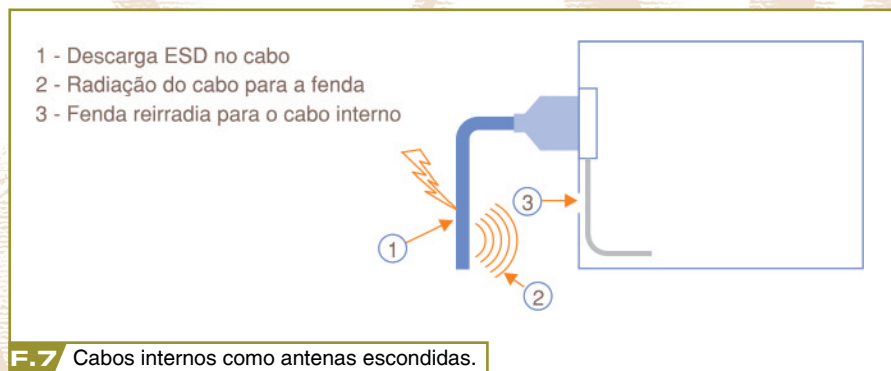 1 - Descarga ESD no cabo
2 - Radiação do cabo para a fenda
3 - Fenda reirradia para o cabo interno
3
1
2
F.7 Cabos internos como antenas escondidas.